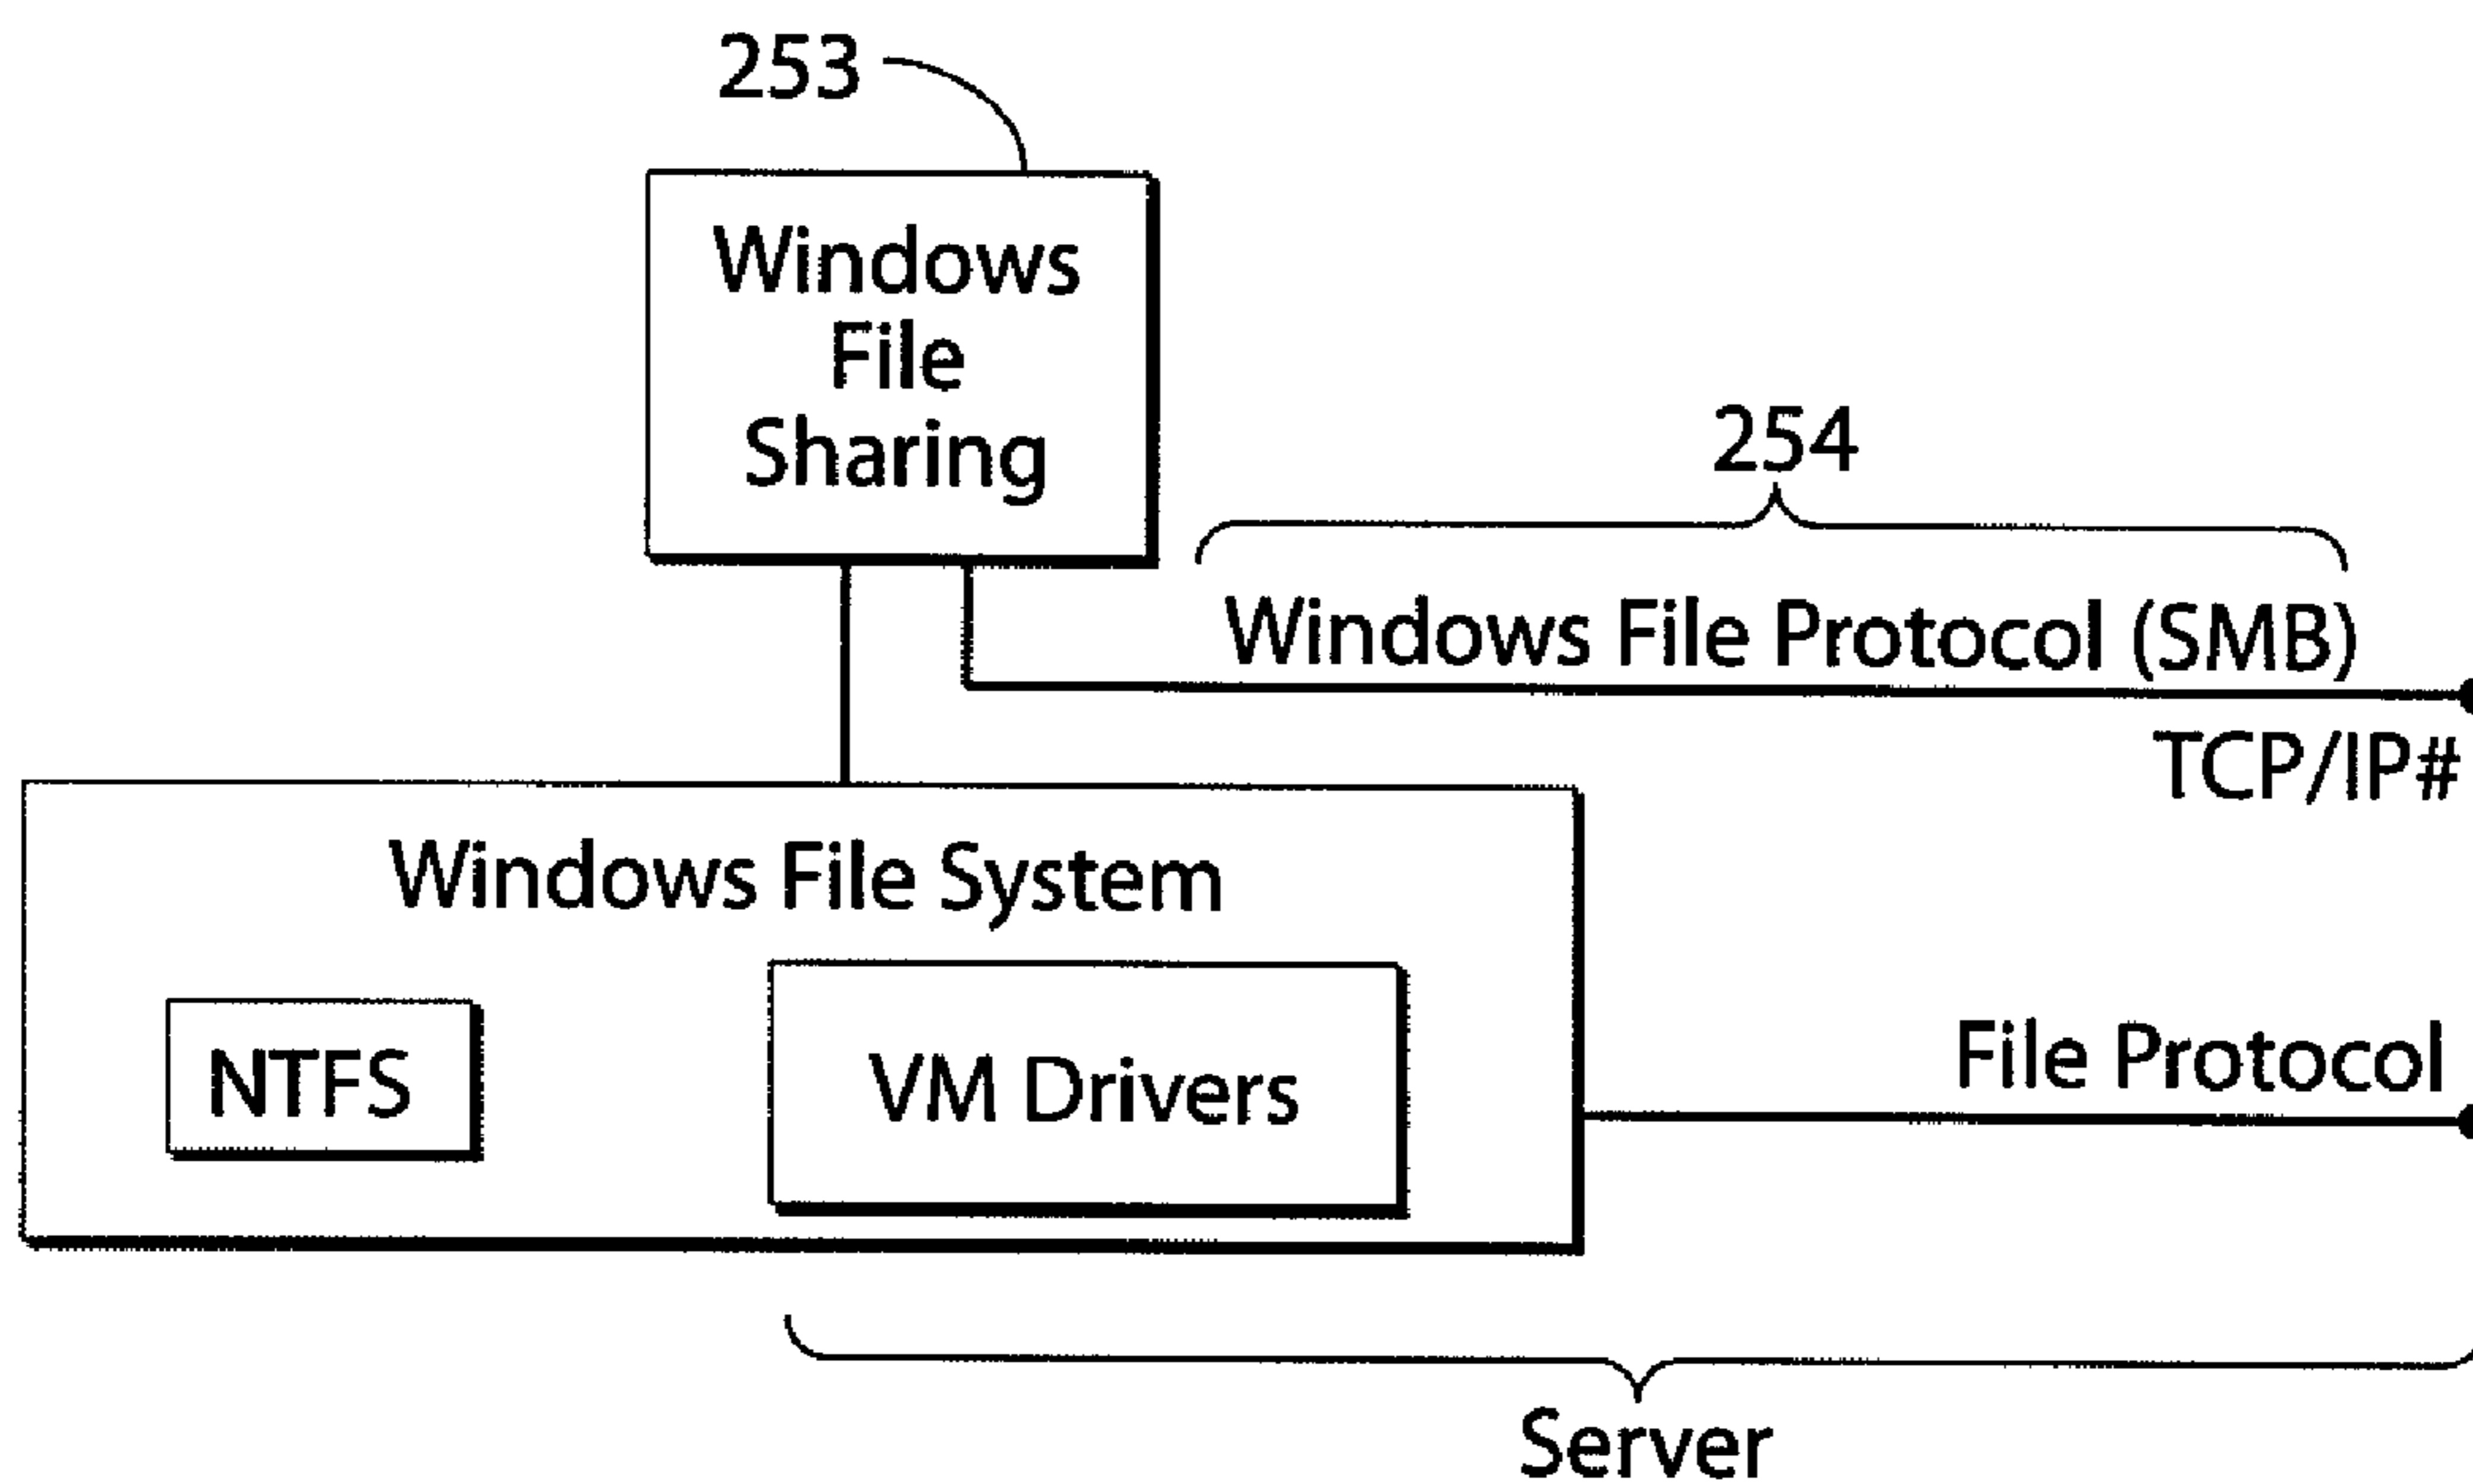 253
Windows
File
Sharing
254
Windows File Protocol (SMB)
TCP/IP#
Windows File System
NTFS
VM Drivers
File Protocol
Server